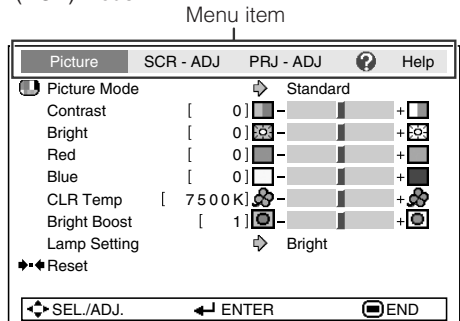 Menu item
Picture SCR - ADJ PRJ - ADJ ? Help
Picture Mode Standard
Contrast [ 0] - +
Bright [ 0] - +
Red [ 0] - +
Blue [ 0] - +
CLR Temp [ 7500K] - +
Bright Boost [ 1] - +
Lamp Setting Bright
Reset
SEL./ADJ. ENTER END